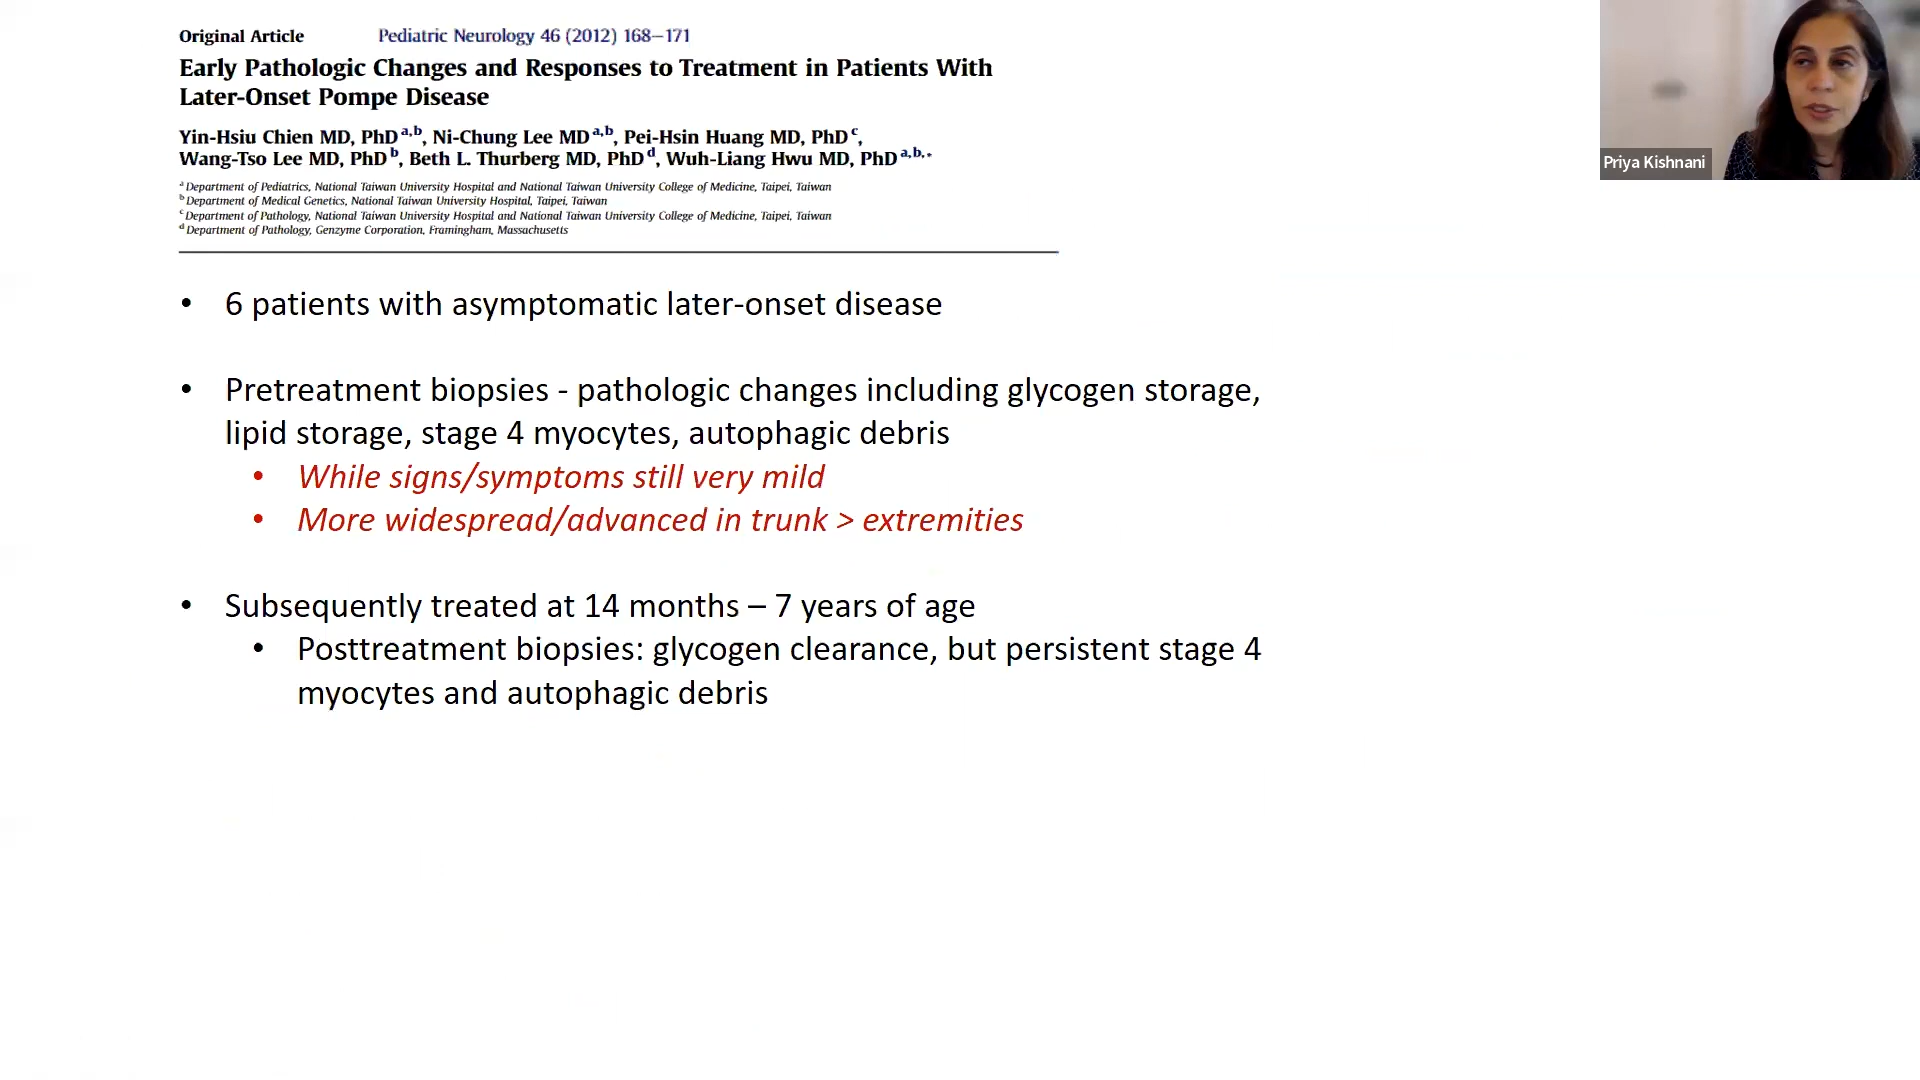 Original Article Pediatric Neurology 46 (2012) 168–171
Early Pathologic Changes and Responses to Treatment in Patients With
Later-Onset Pompe Disease
Yin-Hsiu Chien MD, PhD a,b, Ni-Chung Lee MD a,b, Pei-Hsin Huang MD, PhD c,
Wang-Tso Lee MD, PhD b, Beth L. Thurberg MD, PhD d, Wuh-Liang Hwu MD, PhD a,b,*
a Department of Pediatrics, National Taiwan University Hospital and National Taiwan University College of Medicine, Taipei, Taiwan
b Department of Medical Genetics, National Taiwan University Hospital, Taipei, Taiwan
c Department of Pathology, National Taiwan University Hospital and National Taiwan University College of Medicine, Taipei, Taiwan
d Department of Pathology, Genzyme Corporation, Framingham, Massachusetts
Priya Kishnani
• 6 patients with asymptomatic later-onset disease
• Pretreatment biopsies - pathologic changes including glycogen storage,
lipid storage, stage 4 myocytes, autophagic debris
• While signs/symptoms still very mild
• More widespread/advanced in trunk > extremities
• Subsequently treated at 14 months – 7 years of age
• Posttreatment biopsies: glycogen clearance, but persistent stage 4
myocytes and autophagic debris